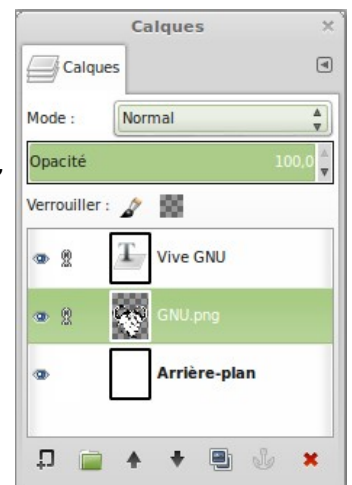 Calques
Calques
Mode : Normal
Opacité 100,0
Verrouiller :
Vive GNU
GNU.png
Arrière-plan